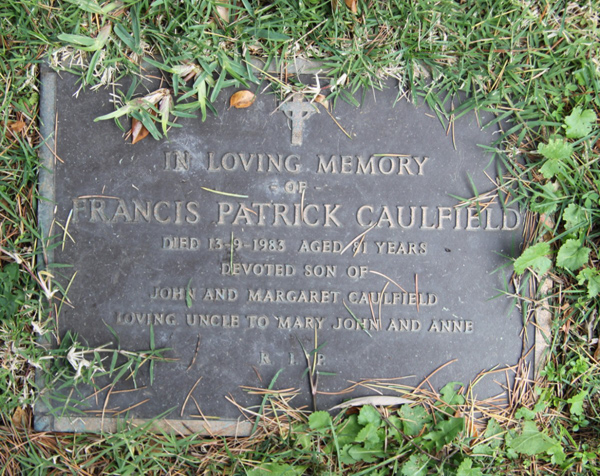 IN LOVING MEMORY
- OF -
FRANCIS PATRICK CAULFIELD
DIED 13-9-1983 AGED 81 YEARS
DEVOTED SON OF
JOHN AND MARGARET CAULFIELD
LOVING UNCLE TO MARY JOHN AND ANNE
R. I. P.